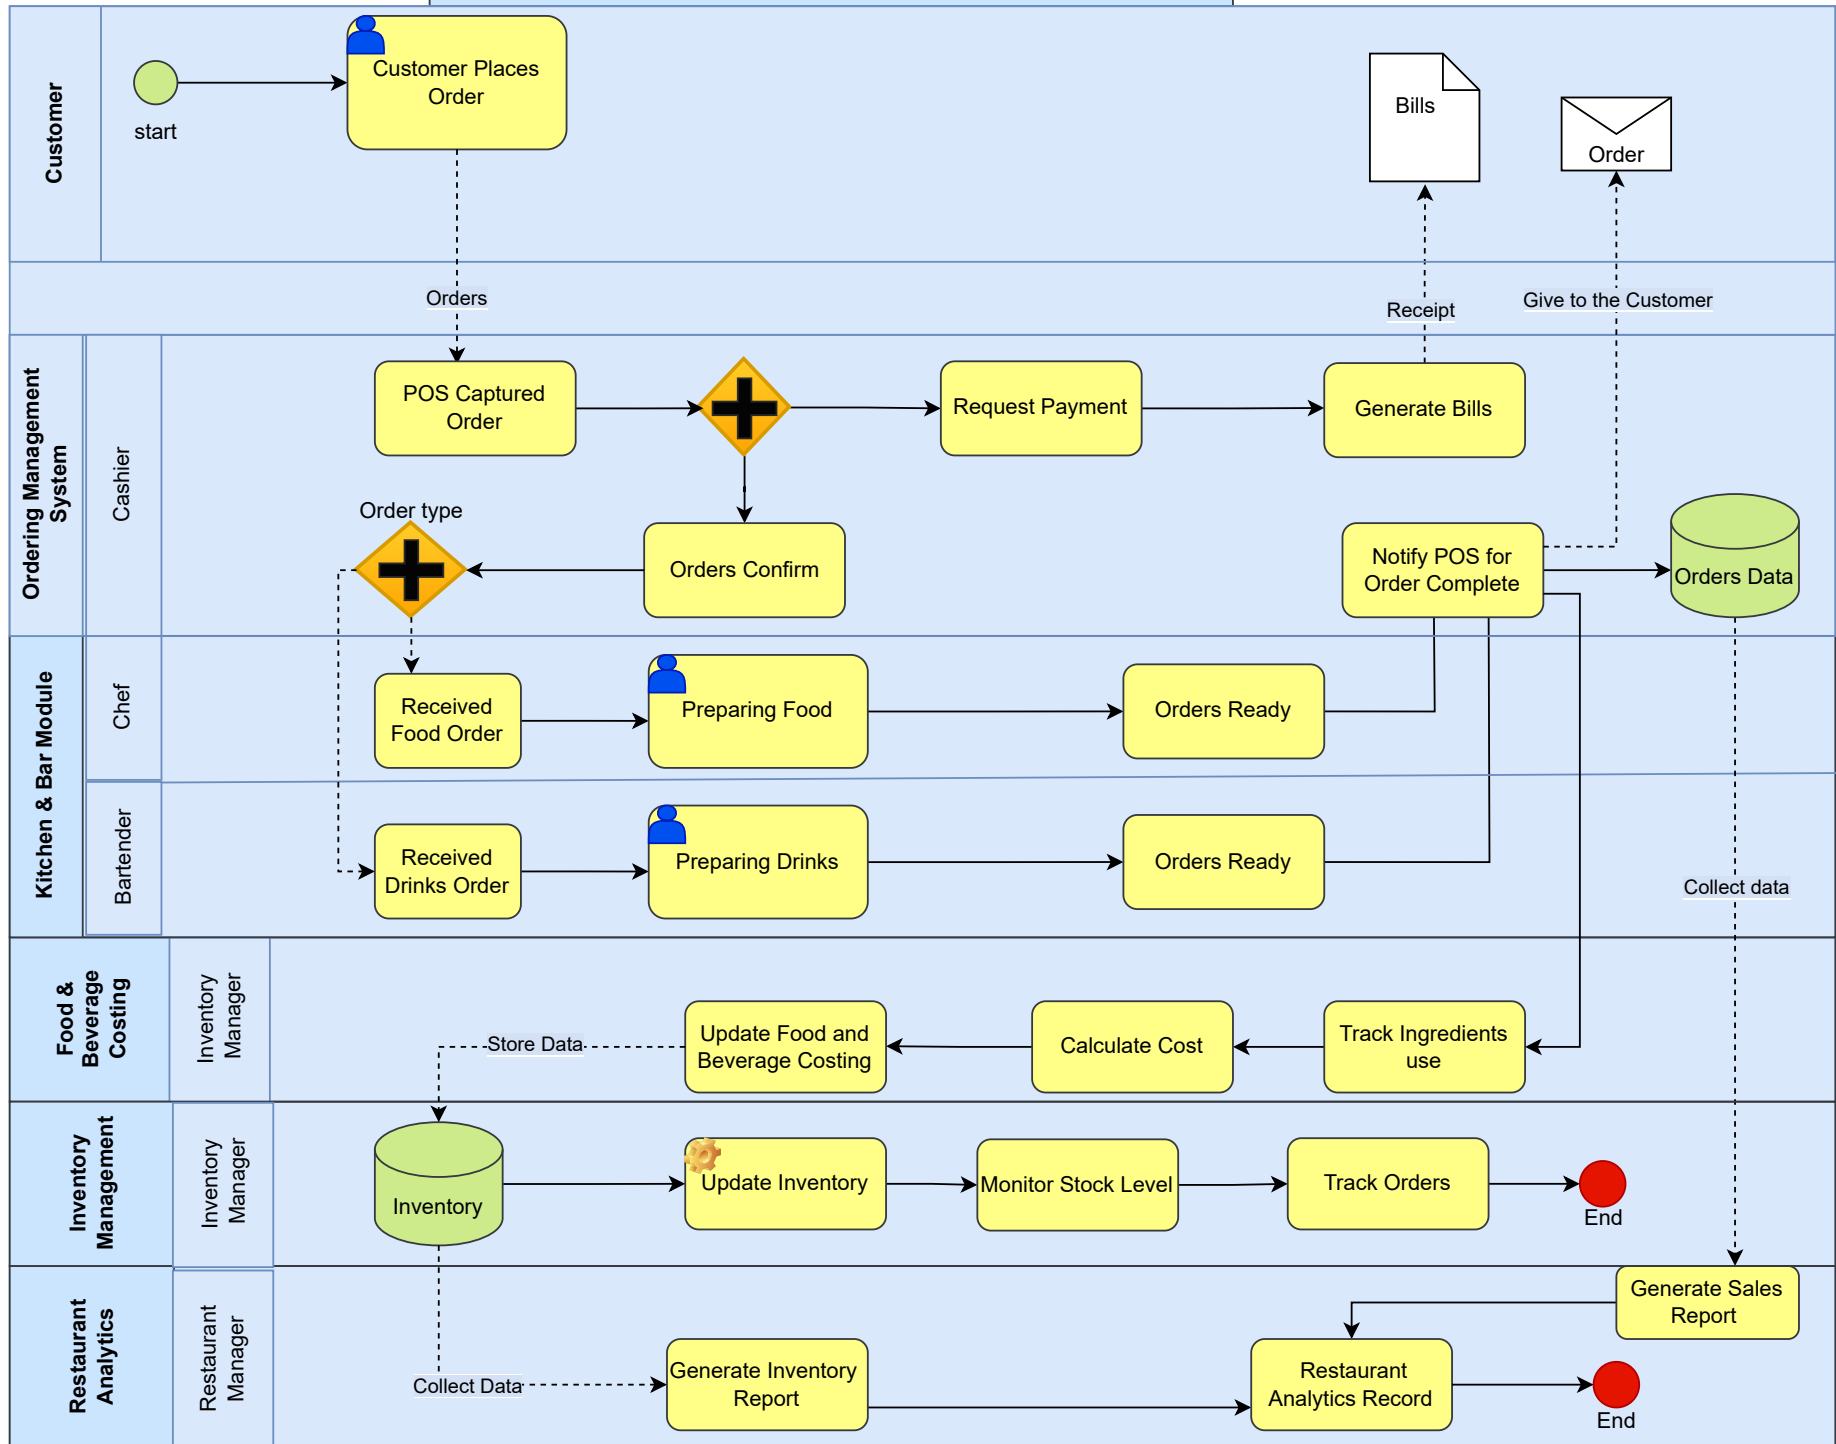 Customer
start
Customer Places
Order
Bills
Order
Orders
Receipt
Give to the Customer
Ordering Management
System
Cashier
POS Captured
Order
Request Payment
Generate Bills
Order type
Orders Confirm
Notify POS for
Order Complete
Orders Data
Kitchen & Bar Module
Chef
Received
Food Order
Preparing Food
Orders Ready
Bartender
Received
Drinks Order
Preparing Drinks
Orders Ready
Collect data
Food &
Beverage
Costing
Inventory
Manager
Store Data
Update Food and
Beverage Costing
Calculate Cost
Track Ingredients
use
Inventory
Management
Inventory
Manager
Inventory
Update Inventory
Monitor Stock Level
Track Orders
End
Restaurant
Analytics
Restaurant
Manager
Collect Data
Generate Inventory
Report
Restaurant
Analytics Record
Generate Sales
Report
End